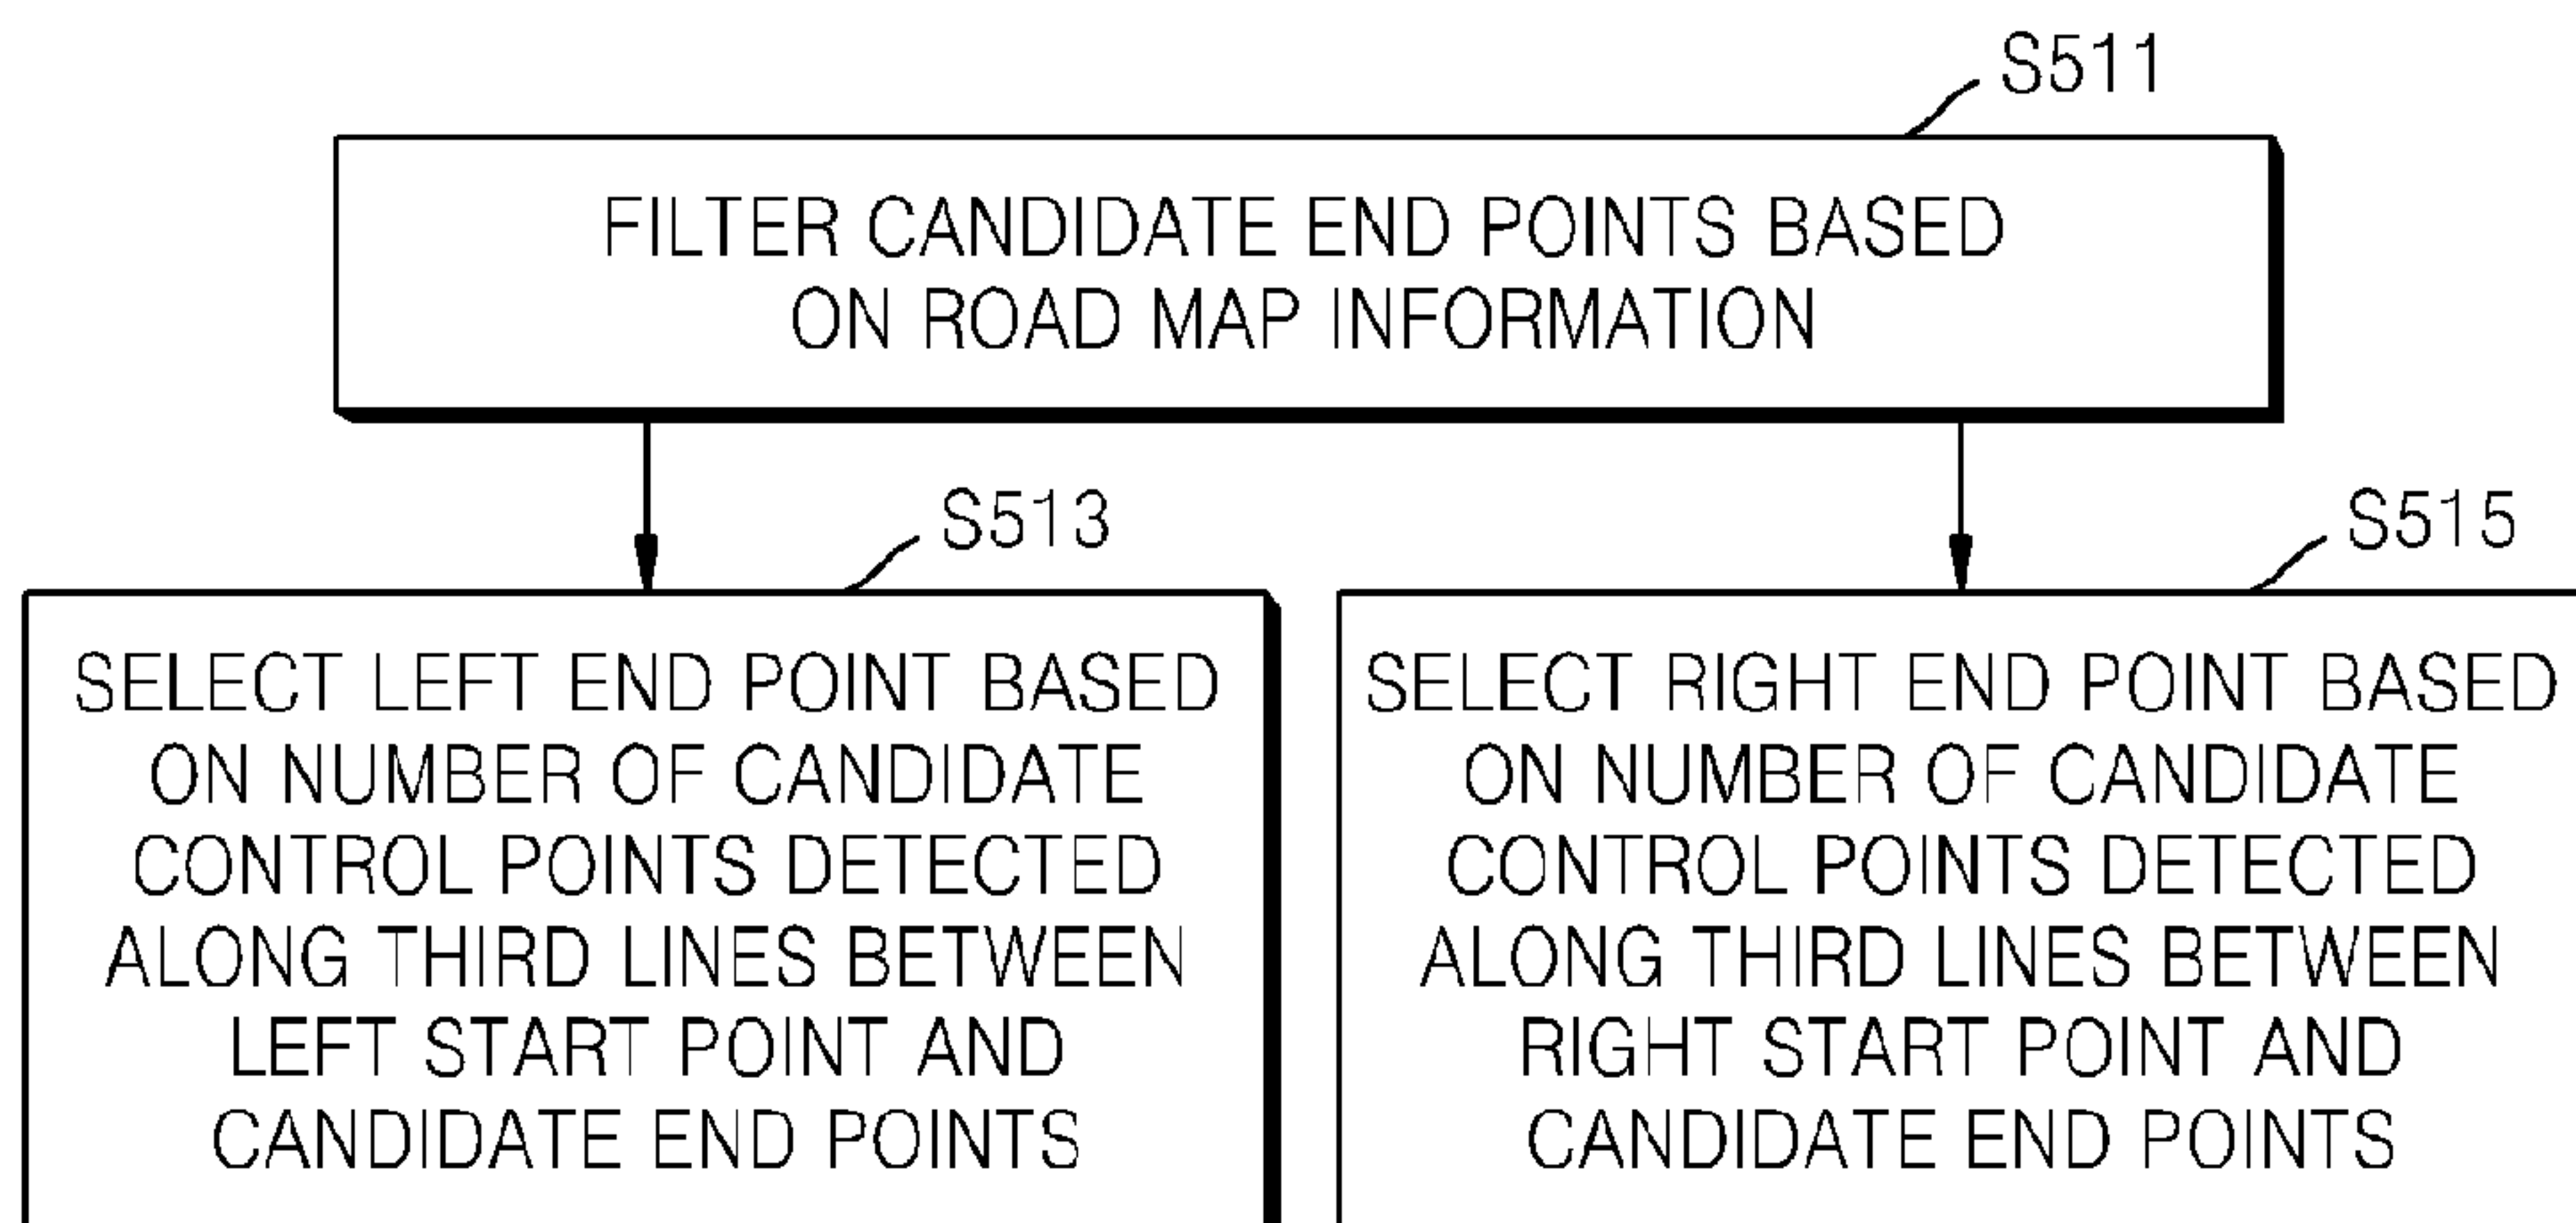 S511
FILTER CANDIDATE END POINTS BASED
ON ROAD MAP INFORMATION
S513
SELECT LEFT END POINT BASED
ON NUMBER OF CANDIDATE
CONTROL POINTS DETECTED
ALONG THIRD LINES BETWEEN
LEFT START POINT AND
CANDIDATE END POINTS
S515
SELECT RIGHT END POINT BASED
ON NUMBER OF CANDIDATE
CONTROL POINTS DETECTED
ALONG THIRD LINES BETWEEN
RIGHT START POINT AND
CANDIDATE END POINTS